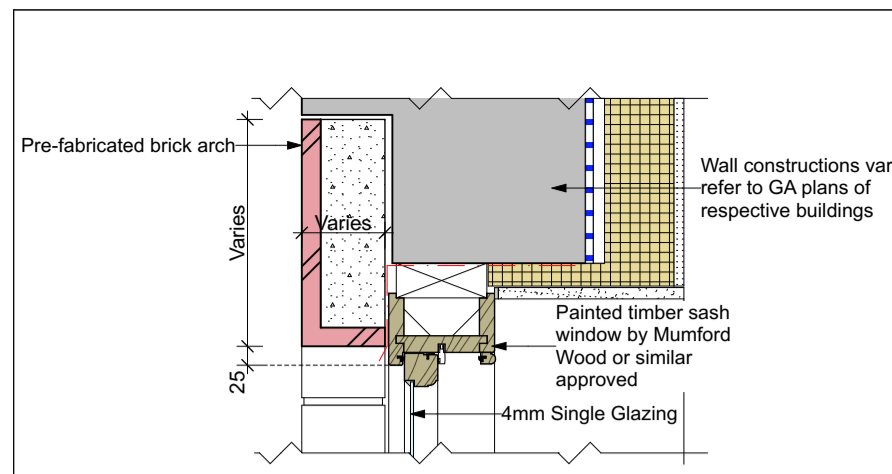 Pre-fabricated brick arch
Varies
Varies
25
Wall constructions var
refer to GA plans of
respective buildings
Painted timber sash
window by Mumford
Wood or similar
approved
4mm Single Glazing